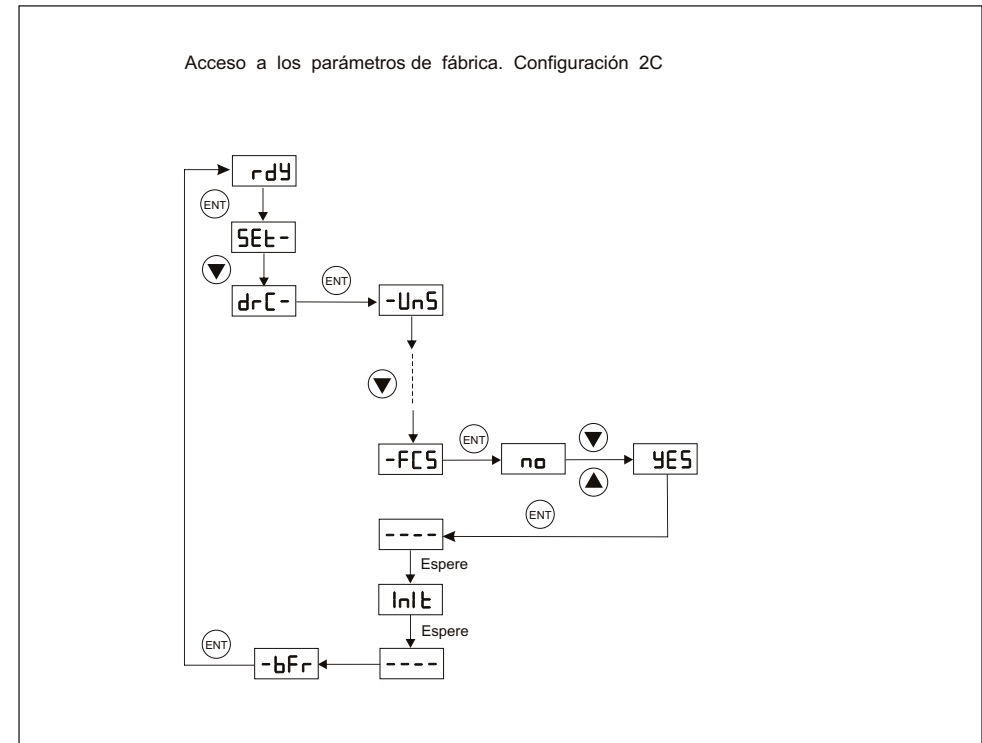 Acceso a los parámetros de fábrica. Configuración 2C
rdY
ENT
SEt-
drC-
ENT
-UnS
-FCS
ENT
no
YES
ENT
----
Espere
InIt
Espere
----
-bFr
ENT